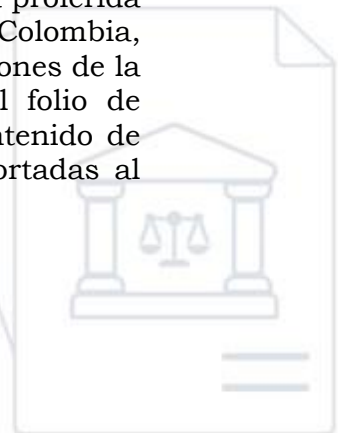 proferida
Colombia,
ones de la
l folio de
ntenido de
ortadas al